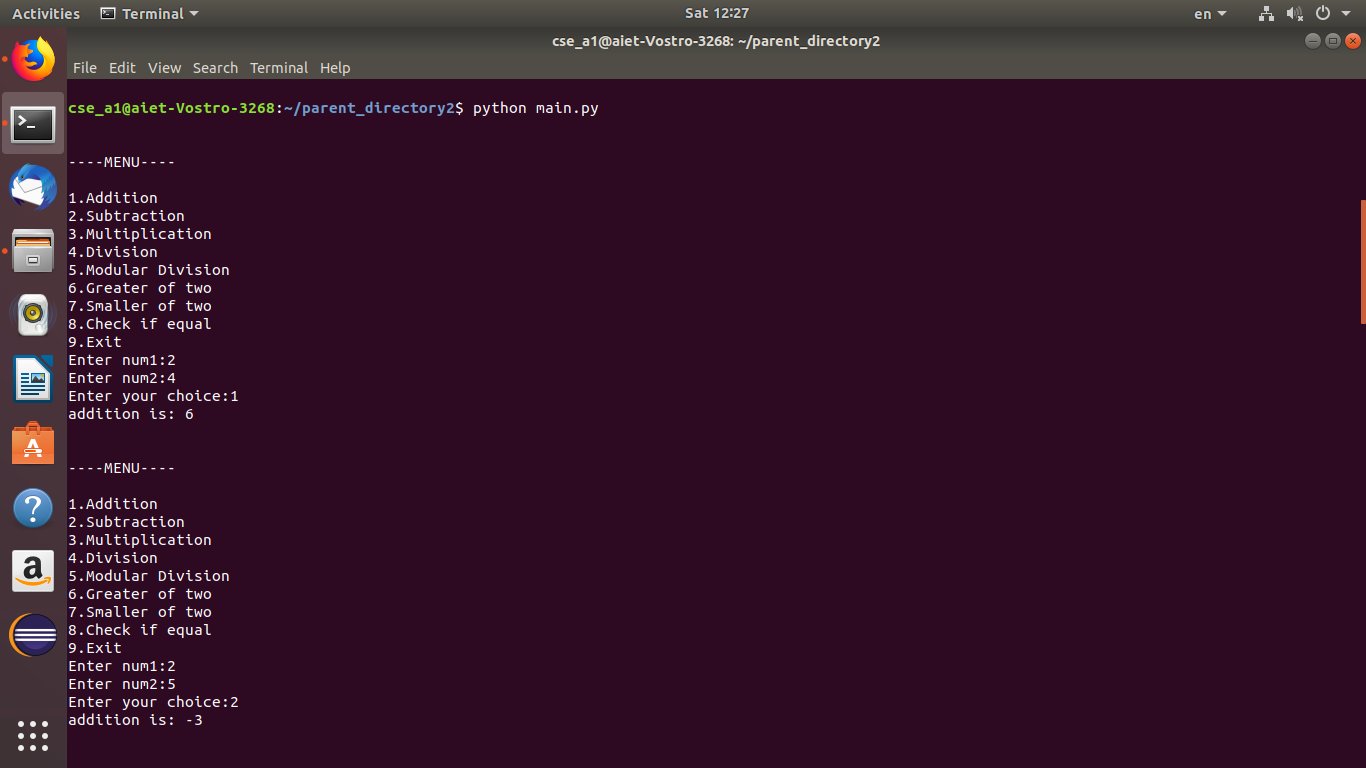 Activities Terminal Sat 12:27 en
cse_a1@aiet-Vostro-3268: ~/parent_directory2
File Edit View Search Terminal Help
cse_a1@aiet-Vostro-3268:~/parent_directory2$ python main.py
----MENU----
1.Addition
2.Subtraction
3.Multiplication
4.Division
5.Modular Division
6.Greater of two
7.Smaller of two
8.Check if equal
9.Exit
Enter num1:2
Enter num2:4
Enter your choice:1
addition is: 6
----MENU----
1.Addition
2.Subtraction
3.Multiplication
4.Division
5.Modular Division
6.Greater of two
7.Smaller of two
8.Check if equal
9.Exit
Enter num1:2
Enter num2:5
Enter your choice:2
addition is: -3